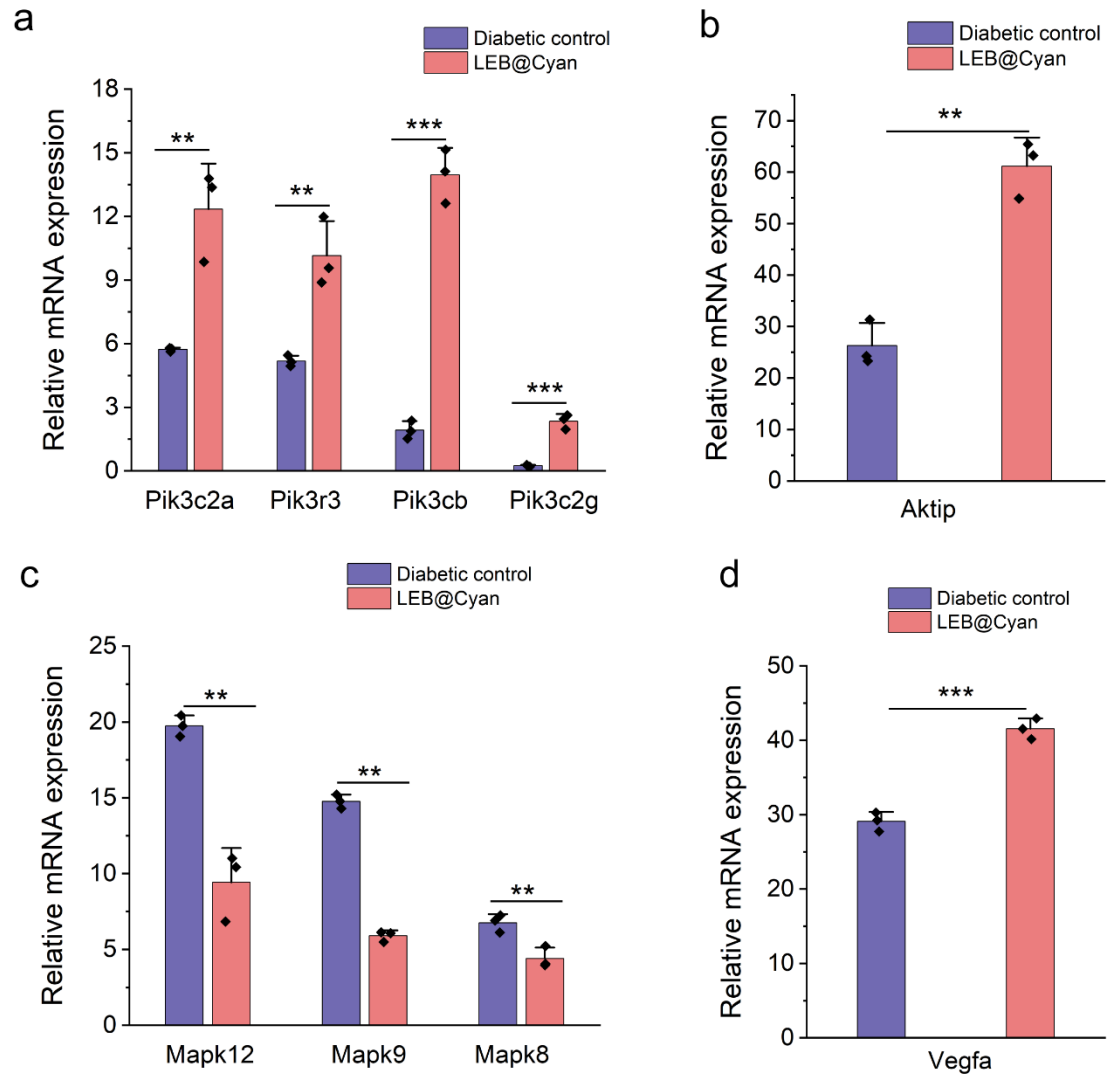 a
Diabetic control
LEB@Cyan
Relative mRNA expression
18
15
12
9
6
3
0
**
**
***
***
Pik3c2a
Pik3r3
Pik3cb
Pik3c2g
b
Diabetic control
LEB@Cyan
Relative mRNA expression
70
60
50
40
30
20
10
0
**
Aktip
c
Diabetic control
LEB@Cyan
Relative mRNA expression
25
20
15
10
5
0
**
**
**
Mapk12
Mapk9
Mapk8
d
Diabetic control
LEB@Cyan
Relative mRNA expression
50
40
30
20
10
0
***
Vegfa